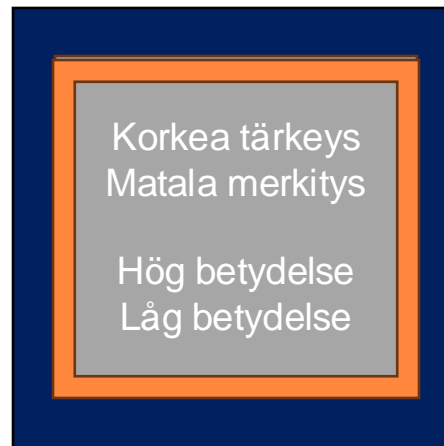 Korkea tärkeys
Matala merkitys
Hög betydelse
Låg betydelse